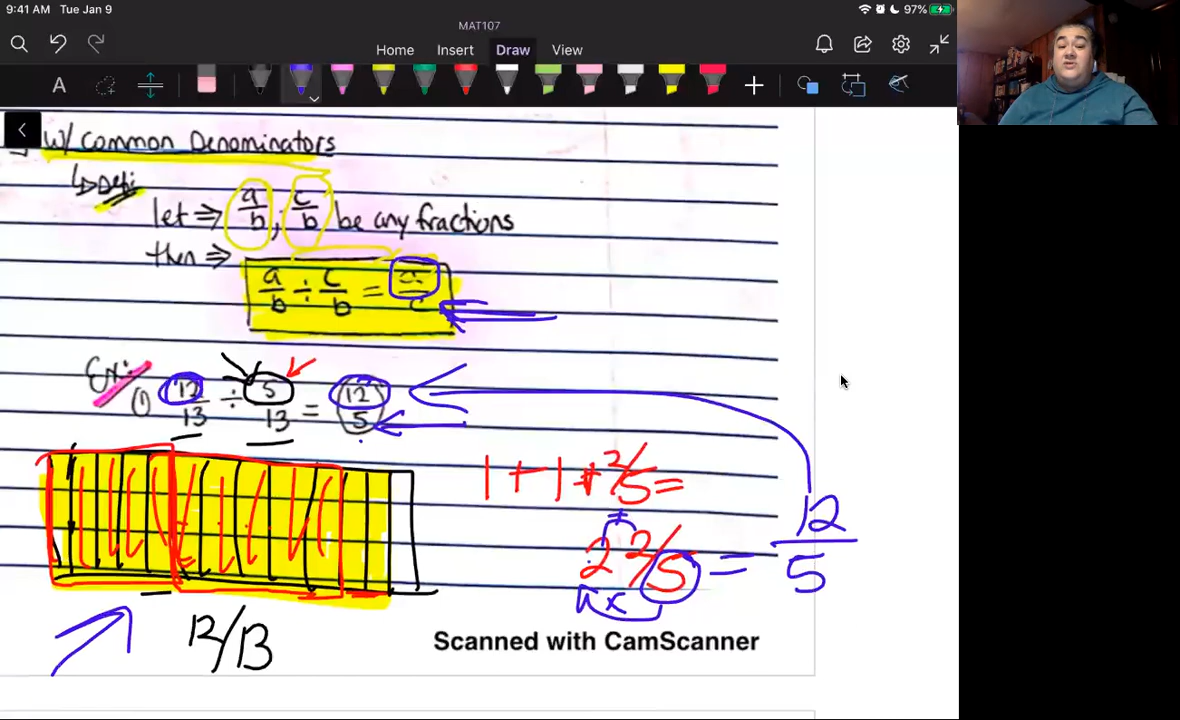 9:41 AM Tue Jan 9
97%
MAT107
Home Insert Draw View
w/ Common Denominators
↳ Def:
let ⇒ a/b ; c/b be any fractions
then ⇒
a/b ÷ c/b = a/c
Ex:
① 12/13 ÷ 5/13 = 12/5
1 + 1 + 2/5 =
2 2/5 = 12/5
+
x
12/13
Scanned with CamScanner